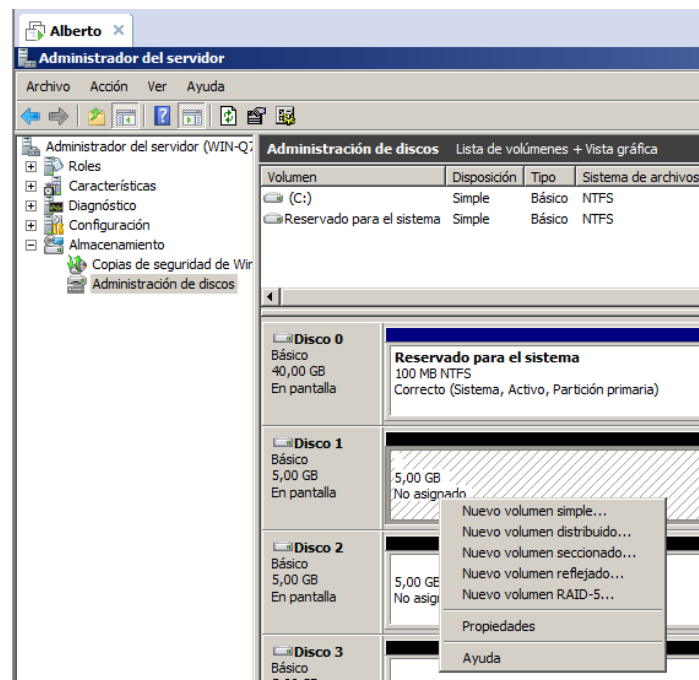 Alberto
Administrador del servidor
Archivo Acción Ver Ayuda
Administrador del servidor
Roles
Características
Diagnóstico
Configuración
Almacenamiento
Copias de seguridad de
Administración de discos
Administración de discos Lista de volúmenes + Vista gráfica
Volumen Disposición Tipo Sistema de archivos
(C:) Simple Básico NTFS
Reservado para el sistema Simple Básico NTFS
Disco 0
Básico
40,00 GB
En pantalla
Reservado para el sistema
100 MB NTFS
Correcto (Sistema, Activo, Partición primaria)
Disco 1
Básico
5,00 GB
En pantalla
5,00 GB
No asignado
Nuevo volumen simple...
Nuevo volumen distribuido...
Nuevo volumen seccionado...
Nuevo volumen reflejado...
Nuevo volumen RAID-5...
Propiedades
Ayuda
Disco 2
Básico
5,00 GB
En pantalla
5,00 GB
No
Disco 3
Básico